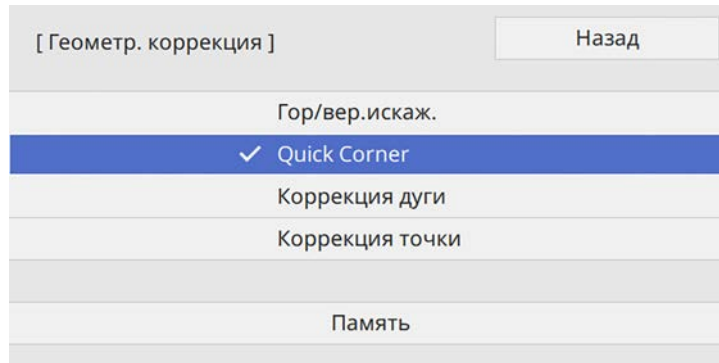 [ Геометр. коррекция ]
Назад
Гор/вер.искаж.
Quick Corner
Коррекция дуги
Коррекция точки
Память